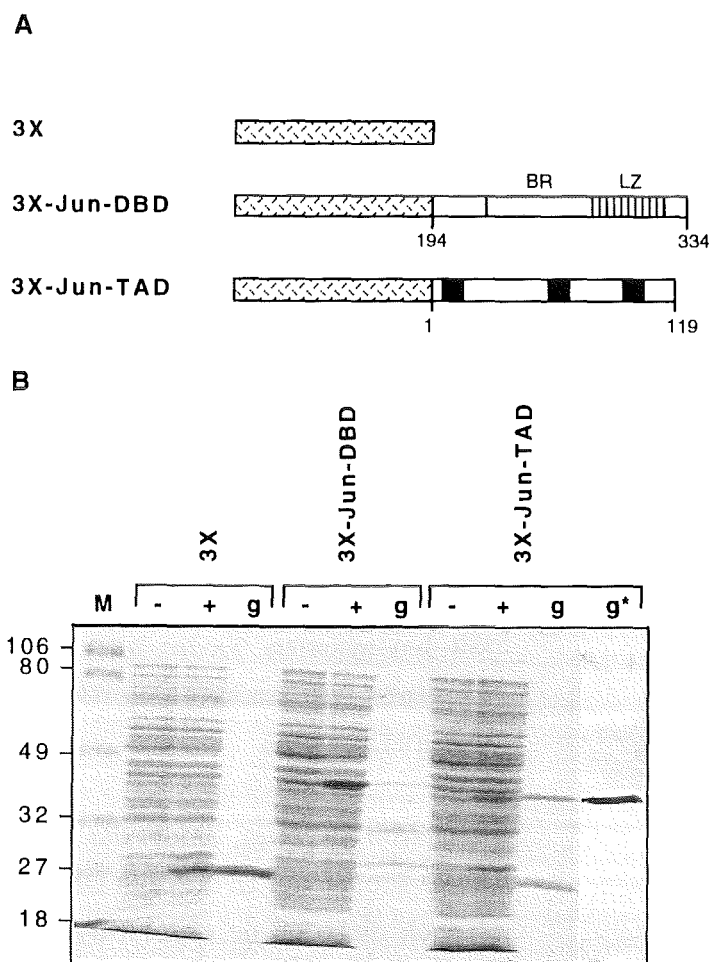 A
3X
BR LZ
3X-Jun-DBD
194 334
3X-Jun-TAD
1 119
B
3X
3X-Jun-DBD
3X-Jun-TAD
M - + g - + g - + g g*
106
80
49
32
27
18